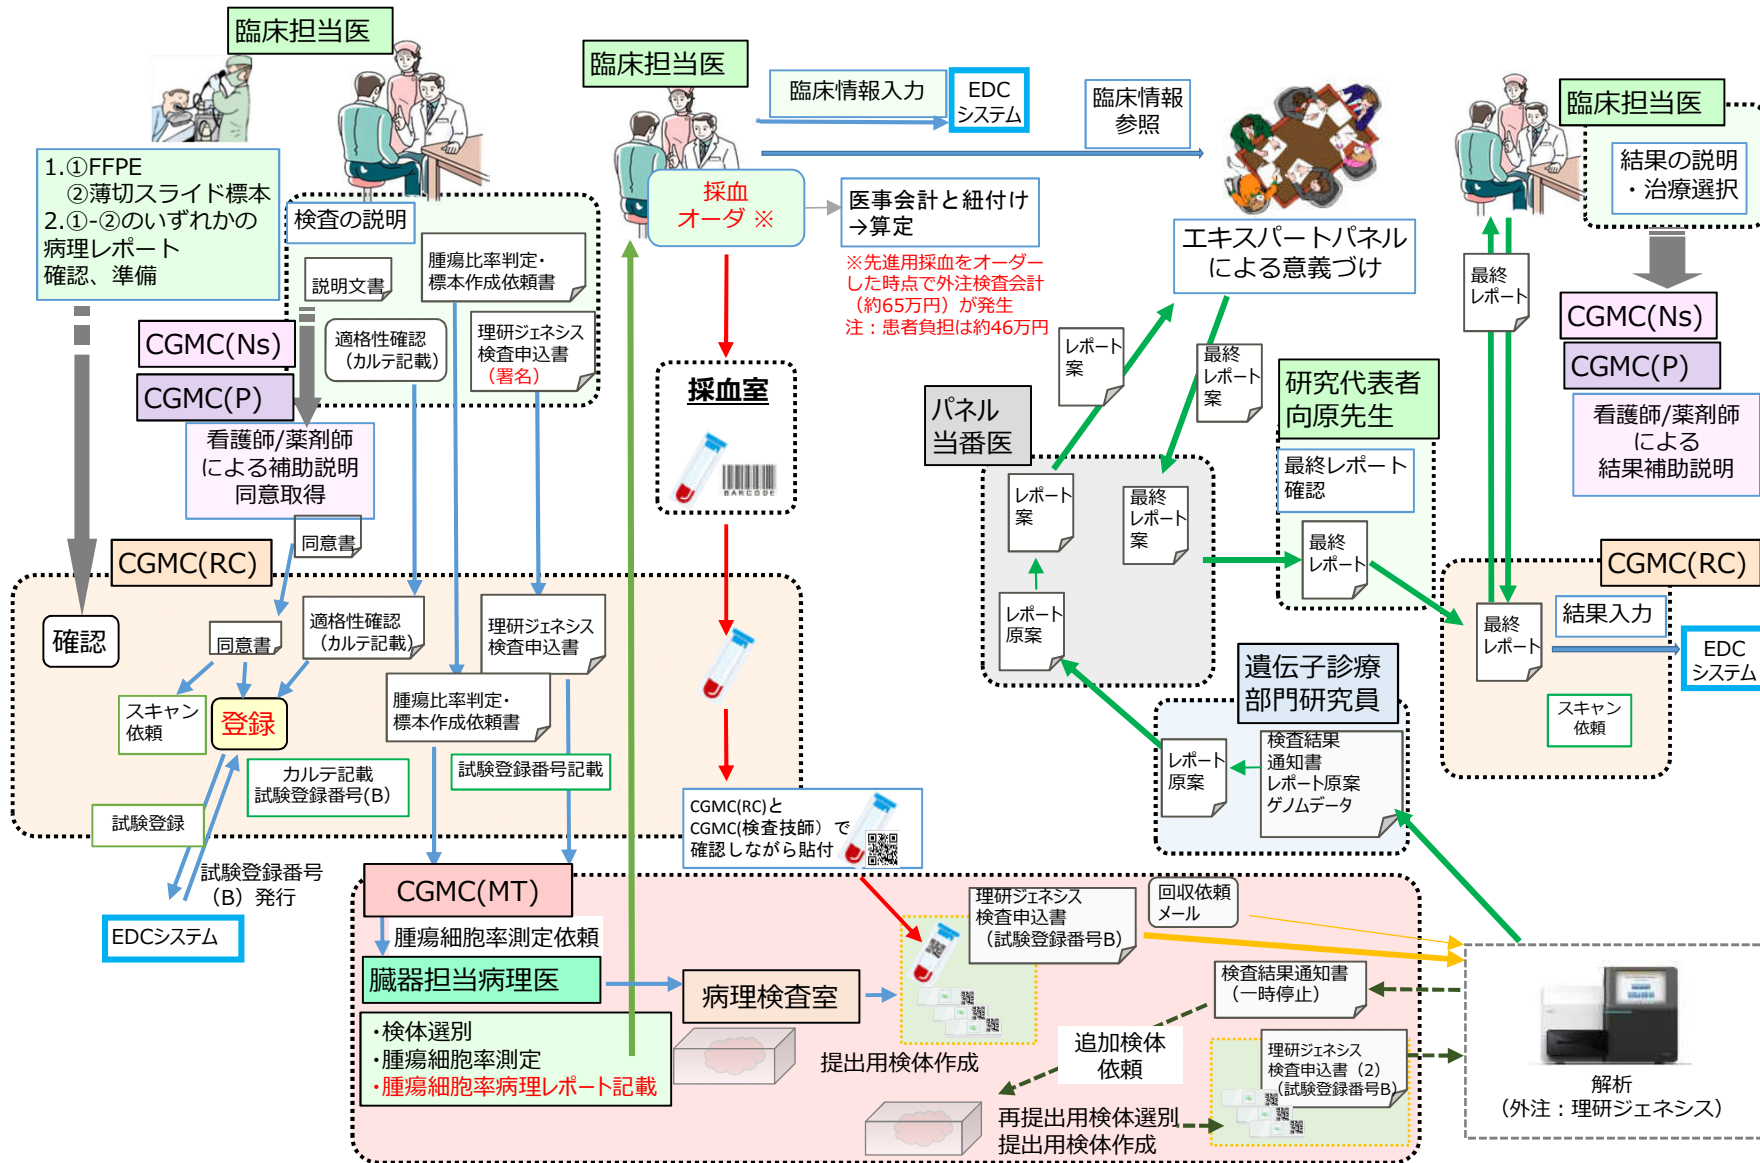 臨床担当医
1.①FFPE
②薄切スライド標本
2.①-②のいずれかの
病理レポート
確認、準備
検査の説明
説明文書
腫瘍比率判定・
標本作成依頼書
適格性確認
（カルテ記載）
理研ジェネシス
検査申込書
（署名）
CGMC(Ns)
CGMC(P)
看護師/薬剤師
による補助説明
同意取得
同意書
CGMC(RC)
確認
同意書
適格性確認
（カルテ記載）
理研ジェネシス
検査申込書
スキャン
依頼
登録
腫瘍比率判定・
標本作成依頼書
カルテ記載
試験登録番号(B)
試験登録番号記載
試験登録
試験登録番号
（B）発行
EDCシステム
臨床担当医
採血
オーダ ※
臨床情報入力
EDC
システム
臨床情報
参照
医事会計と紐付け
→算定
※先進用採血をオーダー
した時点で外注検査会計
（約65万円）が発生
注：患者負担は約46万円
採血室
BARCODE
CGMC(RC)と
CGMC(検査技師）で
確認しながら貼付
CGMC(MT)
腫瘍細胞率測定依頼
臓器担当病理医
・検体選別
・腫瘍細胞率測定
・腫瘍細胞率病理レポート記載
病理検査室
提出用検体作成
理研ジェネシス
検査申込書
（試験登録番号B）
回収依頼
メール
検査結果通知書
（一時停止）
追加検体
依頼
再提出用検体選別
提出用検体作成
理研ジェネシス
検査申込書（2）
（試験登録番号B）
解析
（外注：理研ジェネシス）
遺伝子診療
部門研究員
検査結果
通知書
レポート原案
ゲノムデータ
レポート
原案
パネル
当番医
レポート
原案
レポート
案
レポート
案
エキスパートパネル
による意義づけ
最終
レポート
案
最終
レポート
案
研究代表者
向原先生
最終レポート
確認
最終
レポート
CGMC(RC)
最終
レポート
結果入力
EDC
システム
スキャン
依頼
最終
レポート
臨床担当医
結果の説明
・治療選択
CGMC(Ns)
CGMC(P)
看護師/薬剤師
による
結果補助説明